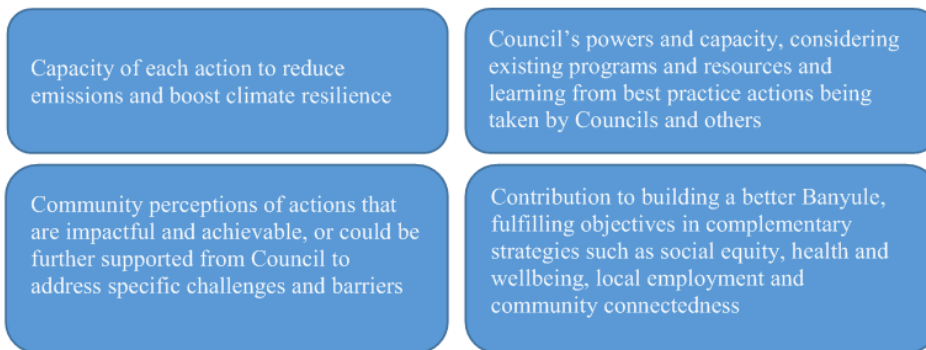 Capacity of each action to reduce
emissions and boost climate resilience
Council’s powers and capacity, considering
existing programs and resources and
learning from best practice actions being
taken by Councils and others
Community perceptions of actions that
are impactful and achievable, or could be
further supported from Council to
address specific challenges and barriers
Contribution to building a better Banyule,
fulfilling objectives in complementary
strategies such as social equity, health and
wellbeing, local employment and
community connectedness